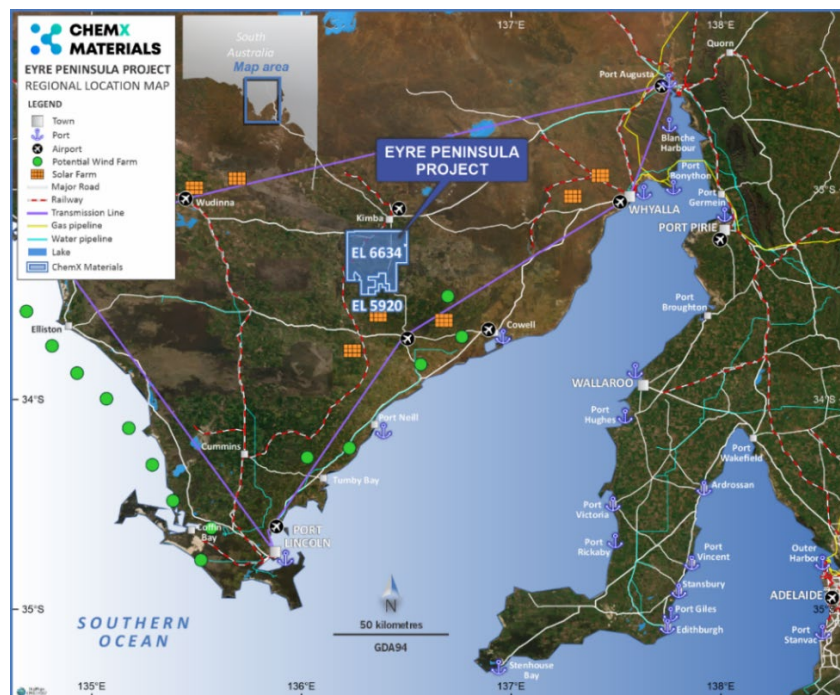 CHEMX
MATERIALS
EYRE PENINSULA PROJECT
REGIONAL LOCATION MAP
LEGEND
Town
Port
Airport
Potential Wind Farm
Solar Farm
Major Road
Railway
Transmission Line
Gas pipeline
Water pipeline
Lake
ChemX Materials
South
Australia
Map area
137°E
138°E
Quorn
Port Augusta
Blanche
Harbour
EYRE PENINSULA
PROJECT
Port
Bonython
Port
Germein
Wudinna
Kimba
WHYALLA
PORT PIRIE
EL 6634
EL 5920
Port
Broughton
Elliston
Cowell
WALLAROO
34°S
34°S
Port
Hughes
Port Neill
Cummins
Port
Wakefield
Tumby Bay
Ardrossan
Port
Victoria
Coffin
Bay
PORT
LINCOLN
Port
Rickaby
Port
Vincent
Outer
Harbor
Stansbury
ADELAIDE
35°S
35°S
Port Giles
Edithburgh
Port
Stanvac
SOUTHERN
OCEAN
N
50 kilometres
GDA94
Stenhouse
Bay
135°E
136°E
137°E
138°E